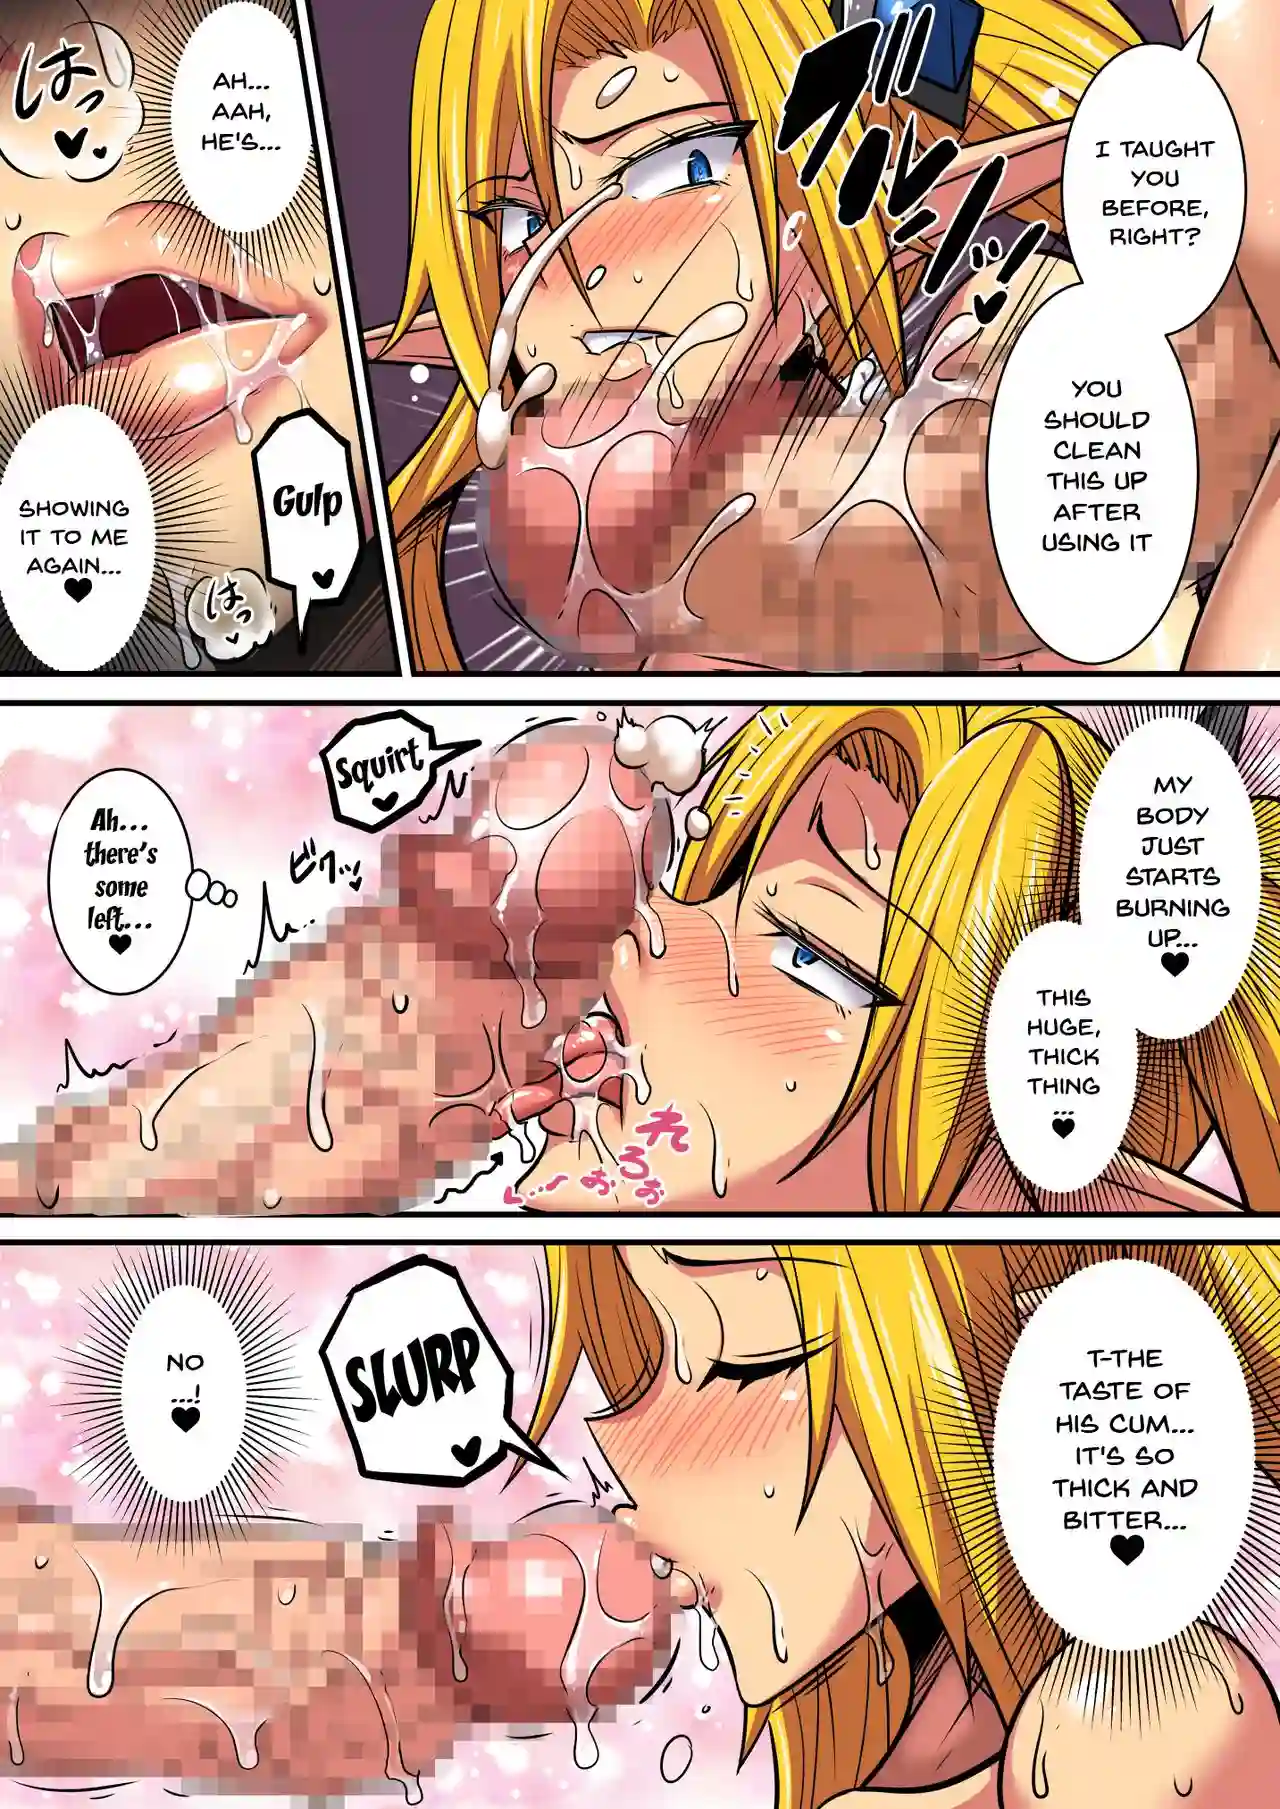 はっ
AH...
AAH,
HE'S...
SHOWING
IT TO ME
AGAIN...
Gulp
はっ
I TAUGHT
YOU
BEFORE,
RIGHT?
YOU
SHOULD
CLEAN
THIS UP
AFTER
USING IT
MY
BODY
JUST
STARTS
BURNING
UP...
THIS
HUGE,
THICK
THING
...
Squirt
ビクッ
Ah...
there's
some
left...
れろぉぉ
T-THE
TASTE OF
HIS CUM...
IT'S SO
THICK AND
BITTER...
SLURP
NO
...!